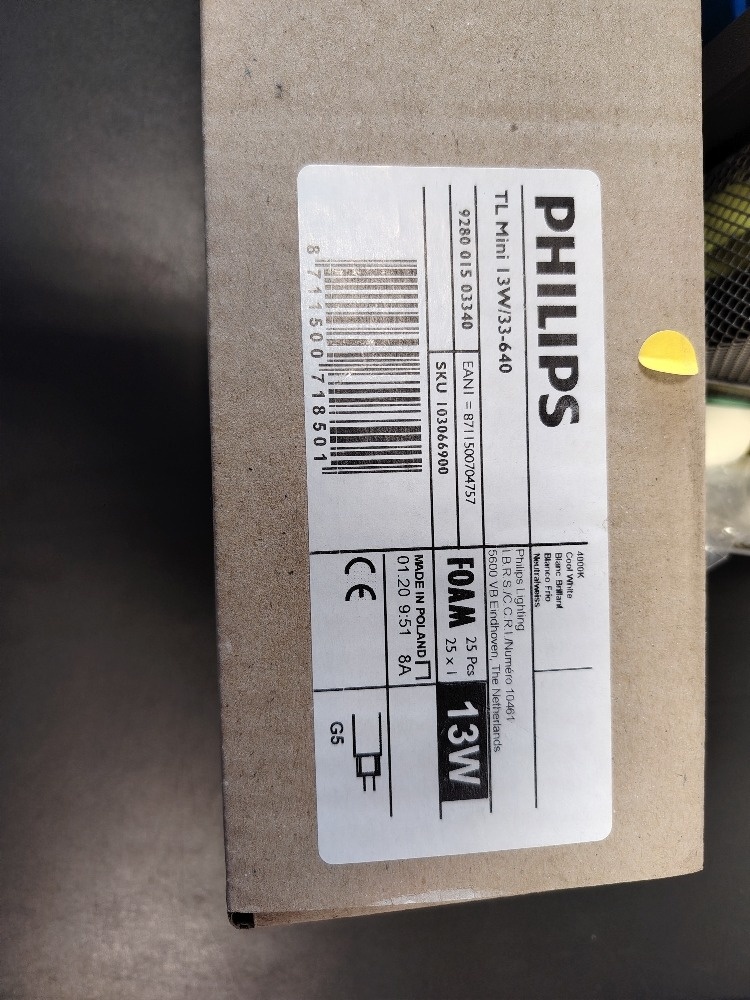 PHILIPS
TL Mini 13W/33-640
9280 015 03340
EAN1 = 8711500704757
SKU 103066900
8 711500 718501
4000K
Cool White
Blanc Brillant
Blanco Frio
Neutralweiss
Philips Lighting
I.B.R.S./C.C.R.I./Numéro 10461
5600 VB Eindhoven, The Netherlands
FOAM
25 Pcs
25 x 1
13W
MADE IN POLAND
01.20 9:51 8A
CE
G5